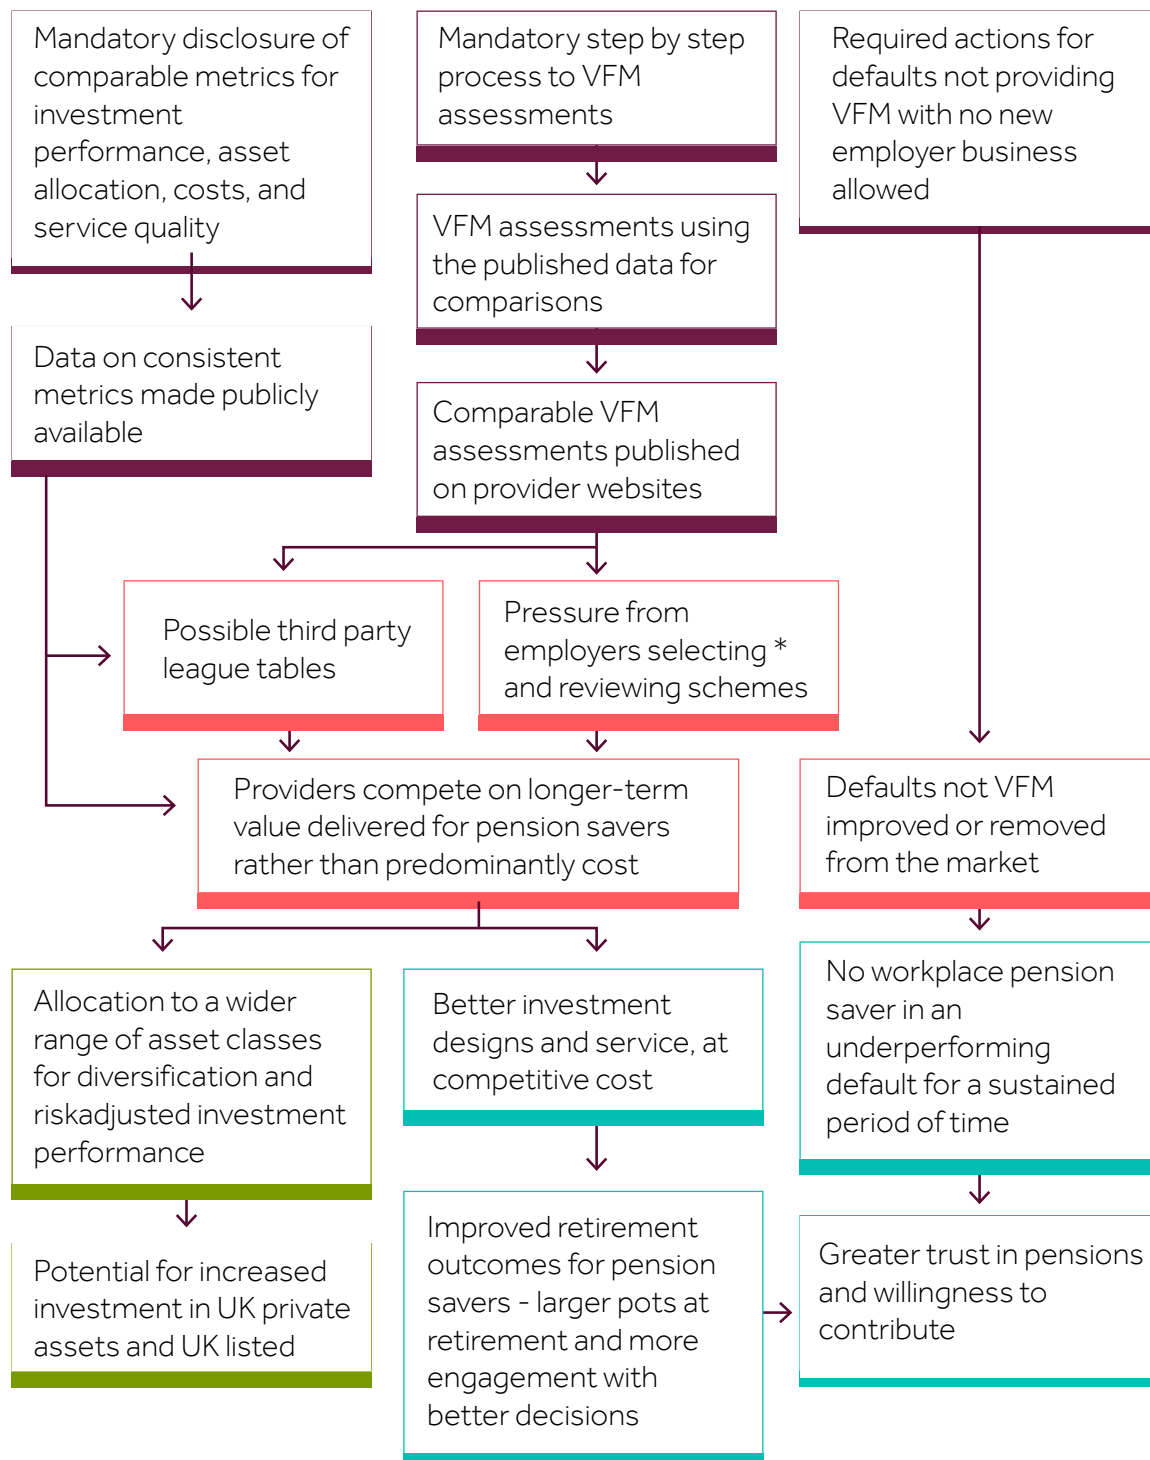 Mandatory disclosure of
comparable metrics for
investment
performance, asset
allocation, costs, and
service quality
Mandatory step by step
process to VFM
assessments
Required actions for
defaults not providing
VFM with no new
employer business
allowed
VFM assessments using
the published data for
comparisons
Data on consistent
metrics made publicly
available
Comparable VFM
assessments published
on provider websites
Possible third party
league tables
Pressure from
employers selecting *
and reviewing schemes
Providers compete on longer-term
value delivered for pension savers
rather than predominantly cost
Defaults not VFM
improved or removed
from the market
Allocation to a wider
range of asset classes
for diversification and
riskadjusted investment
performance
Better investment
designs and service, at
competitive cost
No workplace pension
saver in an
underperforming
default for a sustained
period of time
Potential for increased
investment in UK private
assets and UK listed
Improved retirement
outcomes for pension
savers - larger pots at
retirement and more
engagement with
better decisions
Greater trust in pensions
and willingness to
contribute